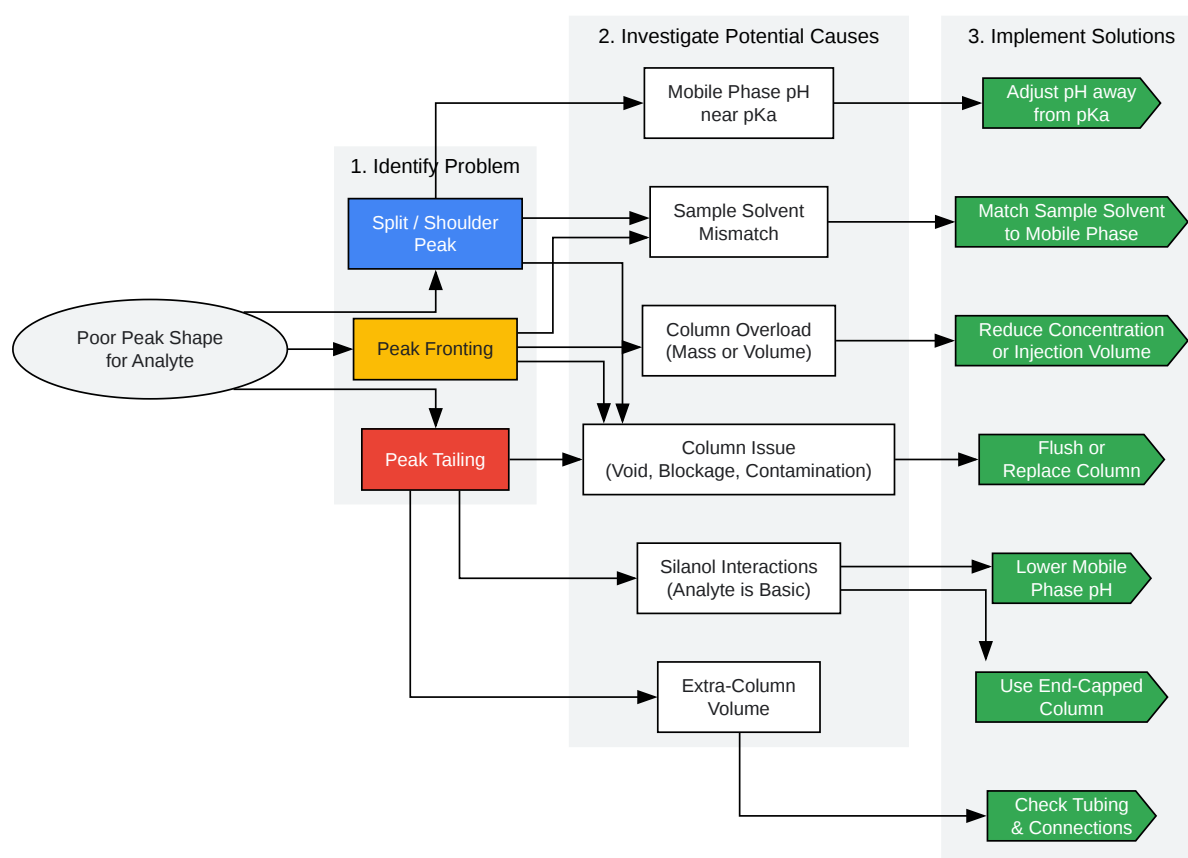 2. Investigate Potential Causes
3. Implement Solutions
Mobile Phase pH
near pKa
Adjust pH away
from pKa
1. Identify Problem
Split / Shoulder
Peak
Sample Solvent
Mismatch
Match Sample Solvent
to Mobile Phase
Poor Peak Shape
for Analyte
Peak Fronting
Column Overload
(Mass or Volume)
Reduce Concentration
or Injection Volume
Peak Tailing
Column Issue
(Void, Blockage, Contamination)
Flush or
Replace Column
Silanol Interactions
(Analyte is Basic)
Lower Mobile
Phase pH
Extra-Column
Volume
Use End-Capped
Column
Check Tubing
& Connections